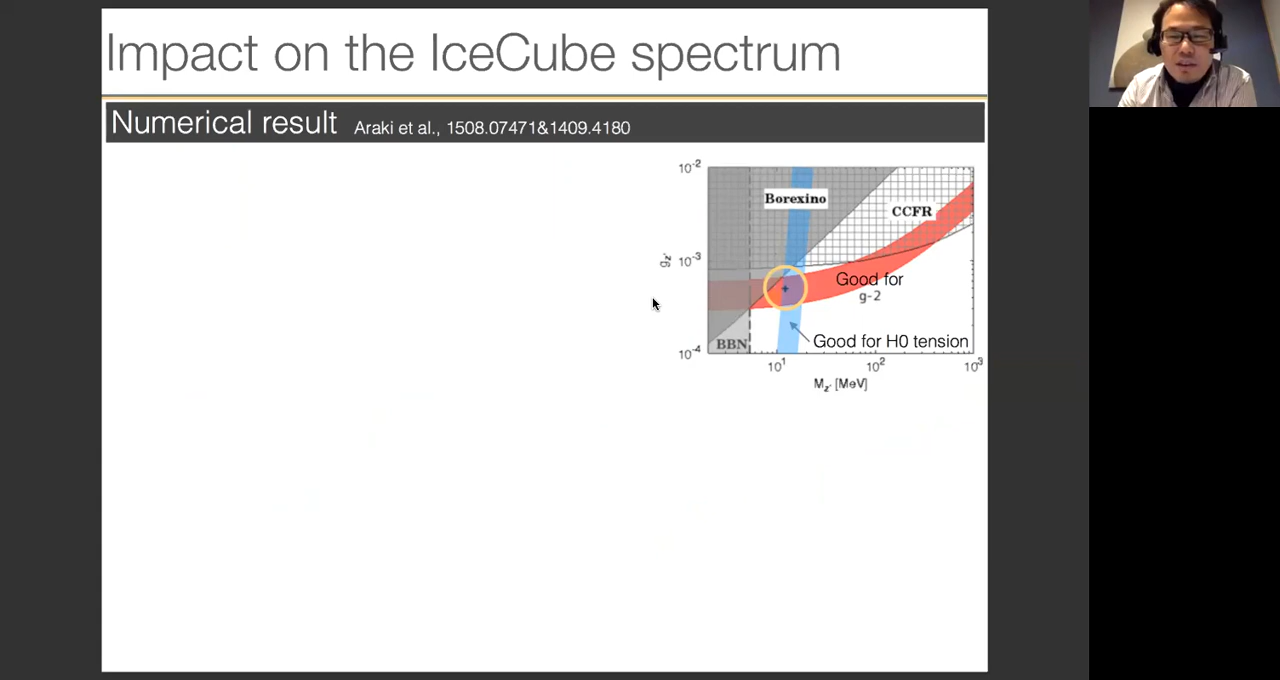 Impact on the IceCube spectrum
Numerical result Araki et al., 1508.07471&1409.4180
10⁻²
Borexino
CCFR
10⁻³
g_Z'
Good for
g-2
Good for H0 tension
BBN
10⁻⁴
10¹ 10² 10³
M_Z' [MeV]